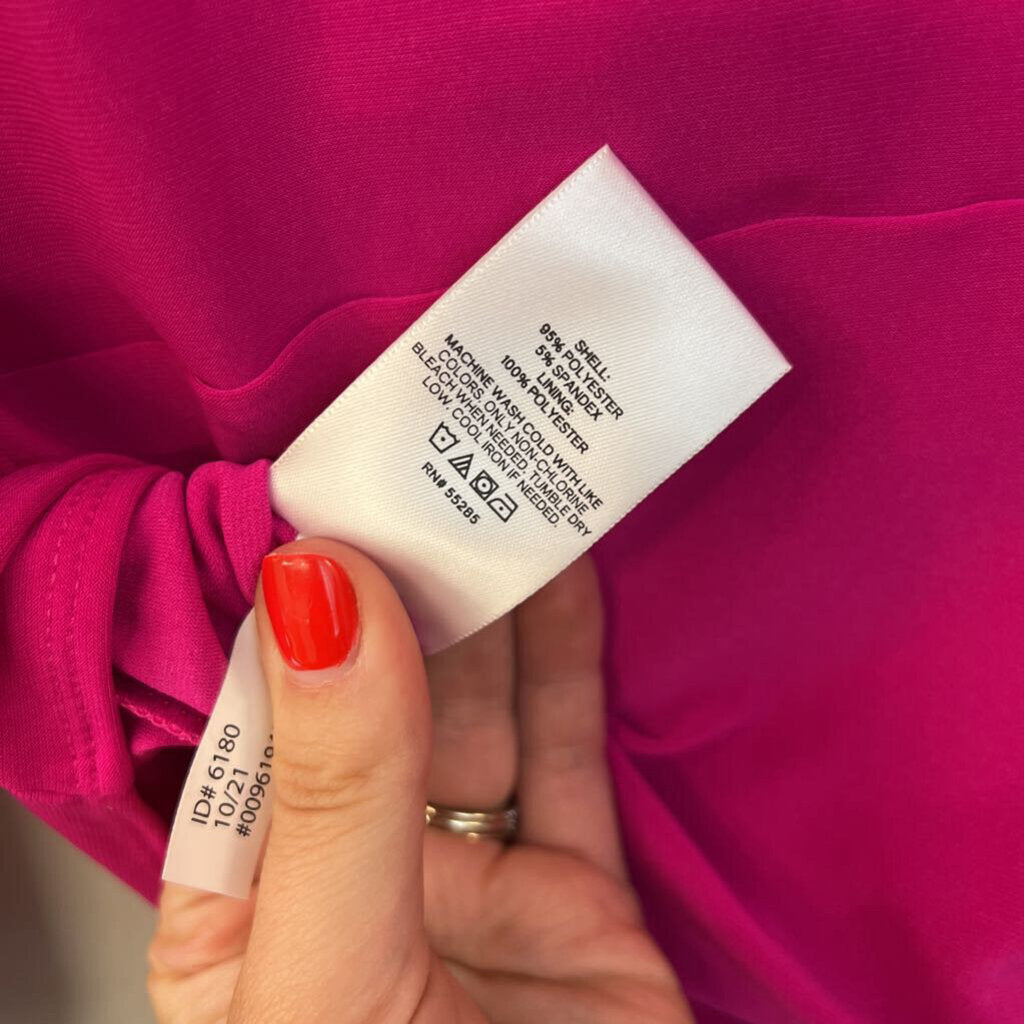 SHELL:
95% POLYESTER
5% SPANDEX
LINING:
100% POLYESTER
MACHINE WASH COLD WITH LIKE
COLORS, ONLY NON-CHLORINE
BLEACH WHEN NEEDED, TUMBLE DRY
LOW, COOL IRON IF NEEDED.
RN# 55285
ID# 6180
10/21